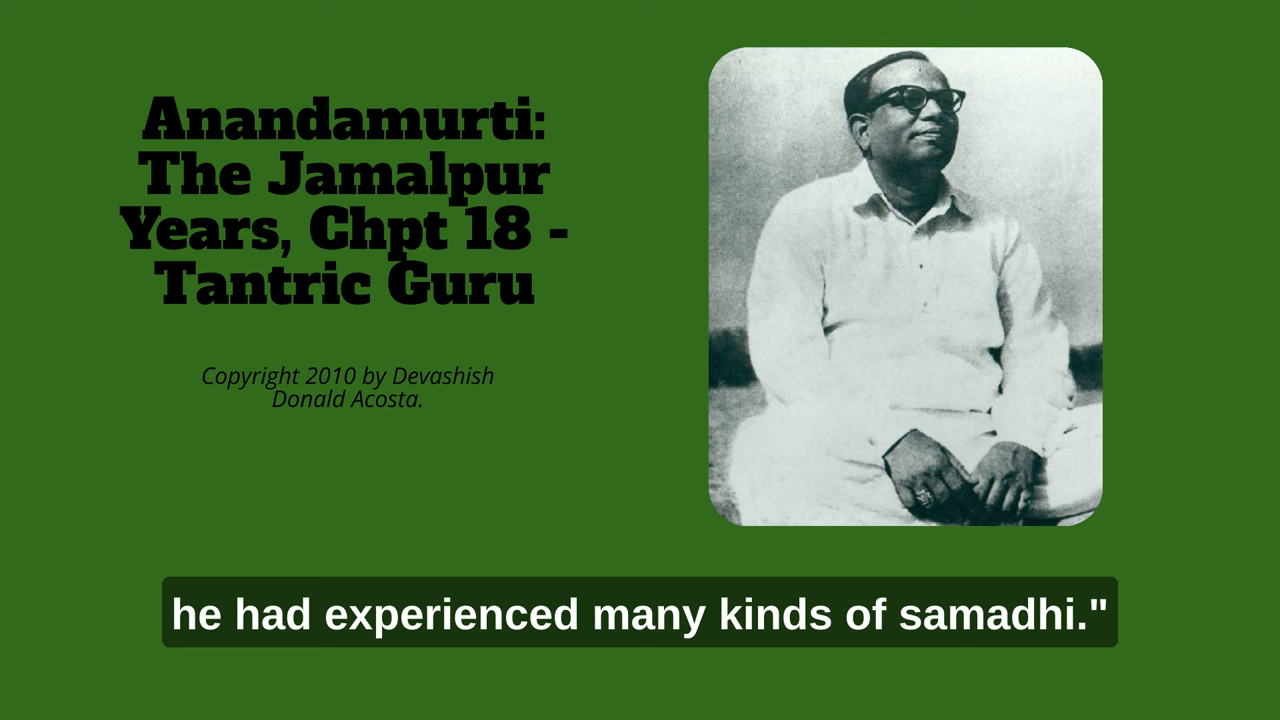 Anandamurti:
The Jamalpur
Years, Chpt 18 -
Tantric Guru
Copyright 2010 by Devashish
Donald Acosta.
he had experienced many kinds of samadhi."